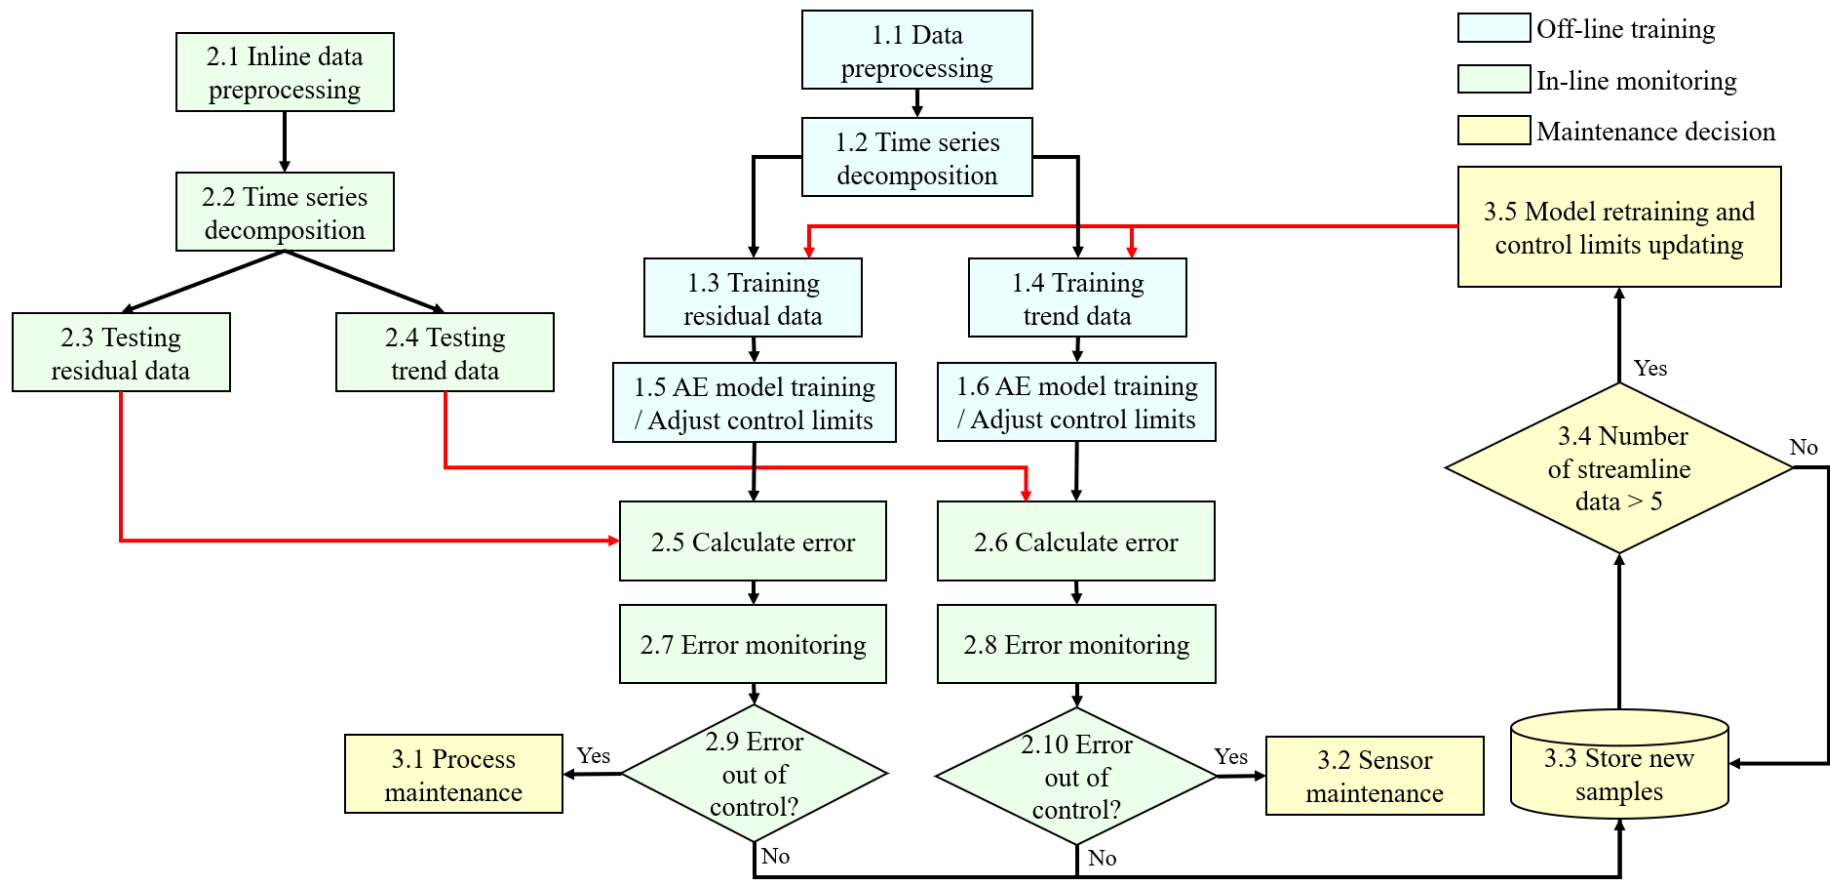 2.1 Inline data
preprocessing
2.2 Time series
decomposition
2.3 Testing
residual data
2.4 Testing
trend data
1.1 Data
preprocessing
1.2 Time series
decomposition
1.3 Training
residual data
1.4 Training
trend data
1.5 AE model training
/ Adjust control limits
1.6 AE model training
/ Adjust control limits
2.5 Calculate error
2.6 Calculate error
2.7 Error monitoring
2.8 Error monitoring
2.9 Error
out of
control?
Yes
No
3.1 Process
maintenance
2.10 Error
out of
control?
Yes
No
3.2 Sensor
maintenance
Off-line training
In-line monitoring
Maintenance decision
3.5 Model retraining and
control limits updating
Yes
3.4 Number
of streamline
data > 5
No
3.3 Store new
samples